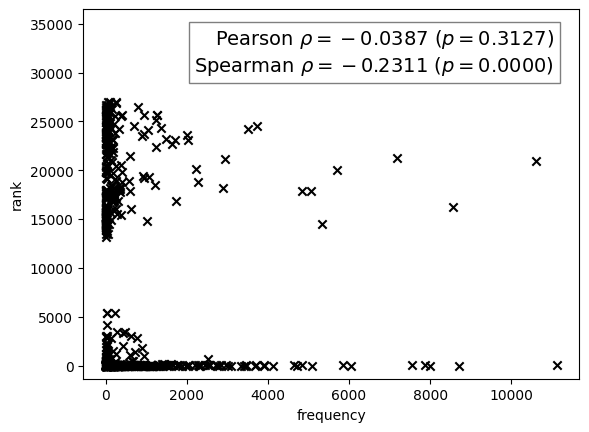 Pearson ρ = −0.0387 (p = 0.3127)
Spearman ρ = −0.2311 (p = 0.0000)
35000
30000
25000
20000
15000
10000
5000
0
rank
0 2000 4000 6000 8000 10000
frequency